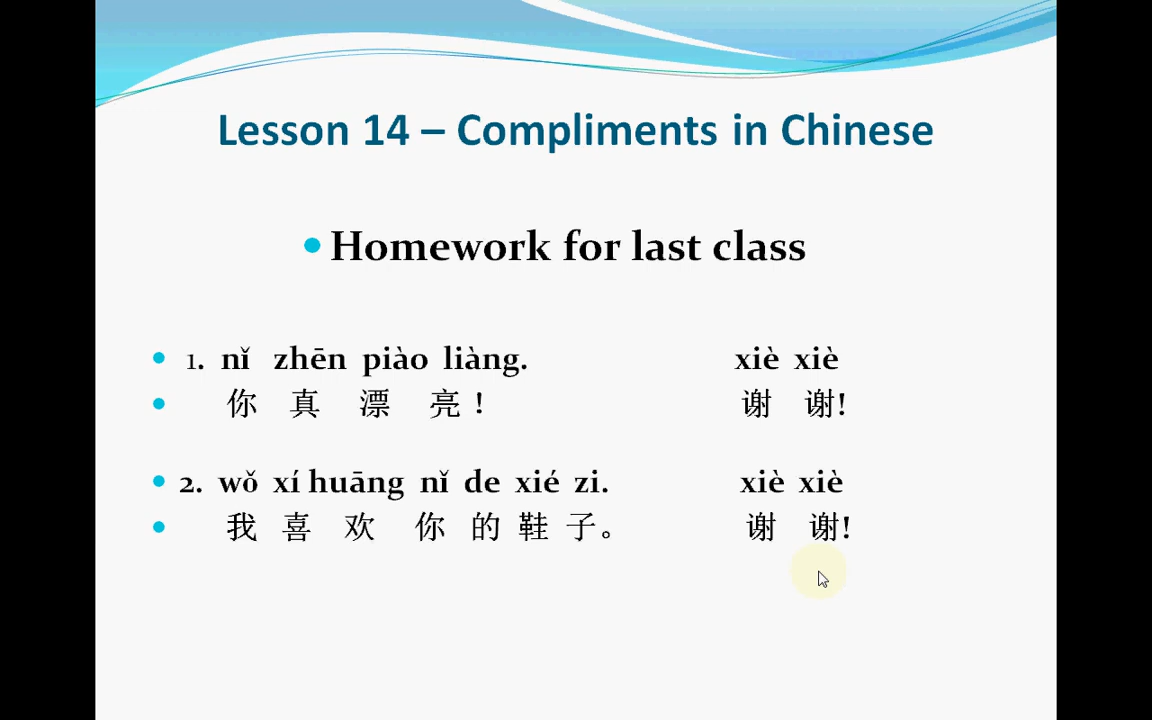 Lesson 14 – Compliments in Chinese
Homework for last class
1. nǐ zhēn piào liàng. xiè xiè
你 真 漂 亮！ 谢 谢!
2. wǒ xí huāng nǐ de xié zi. xiè xiè
我 喜 欢 你 的 鞋 子。 谢 谢!